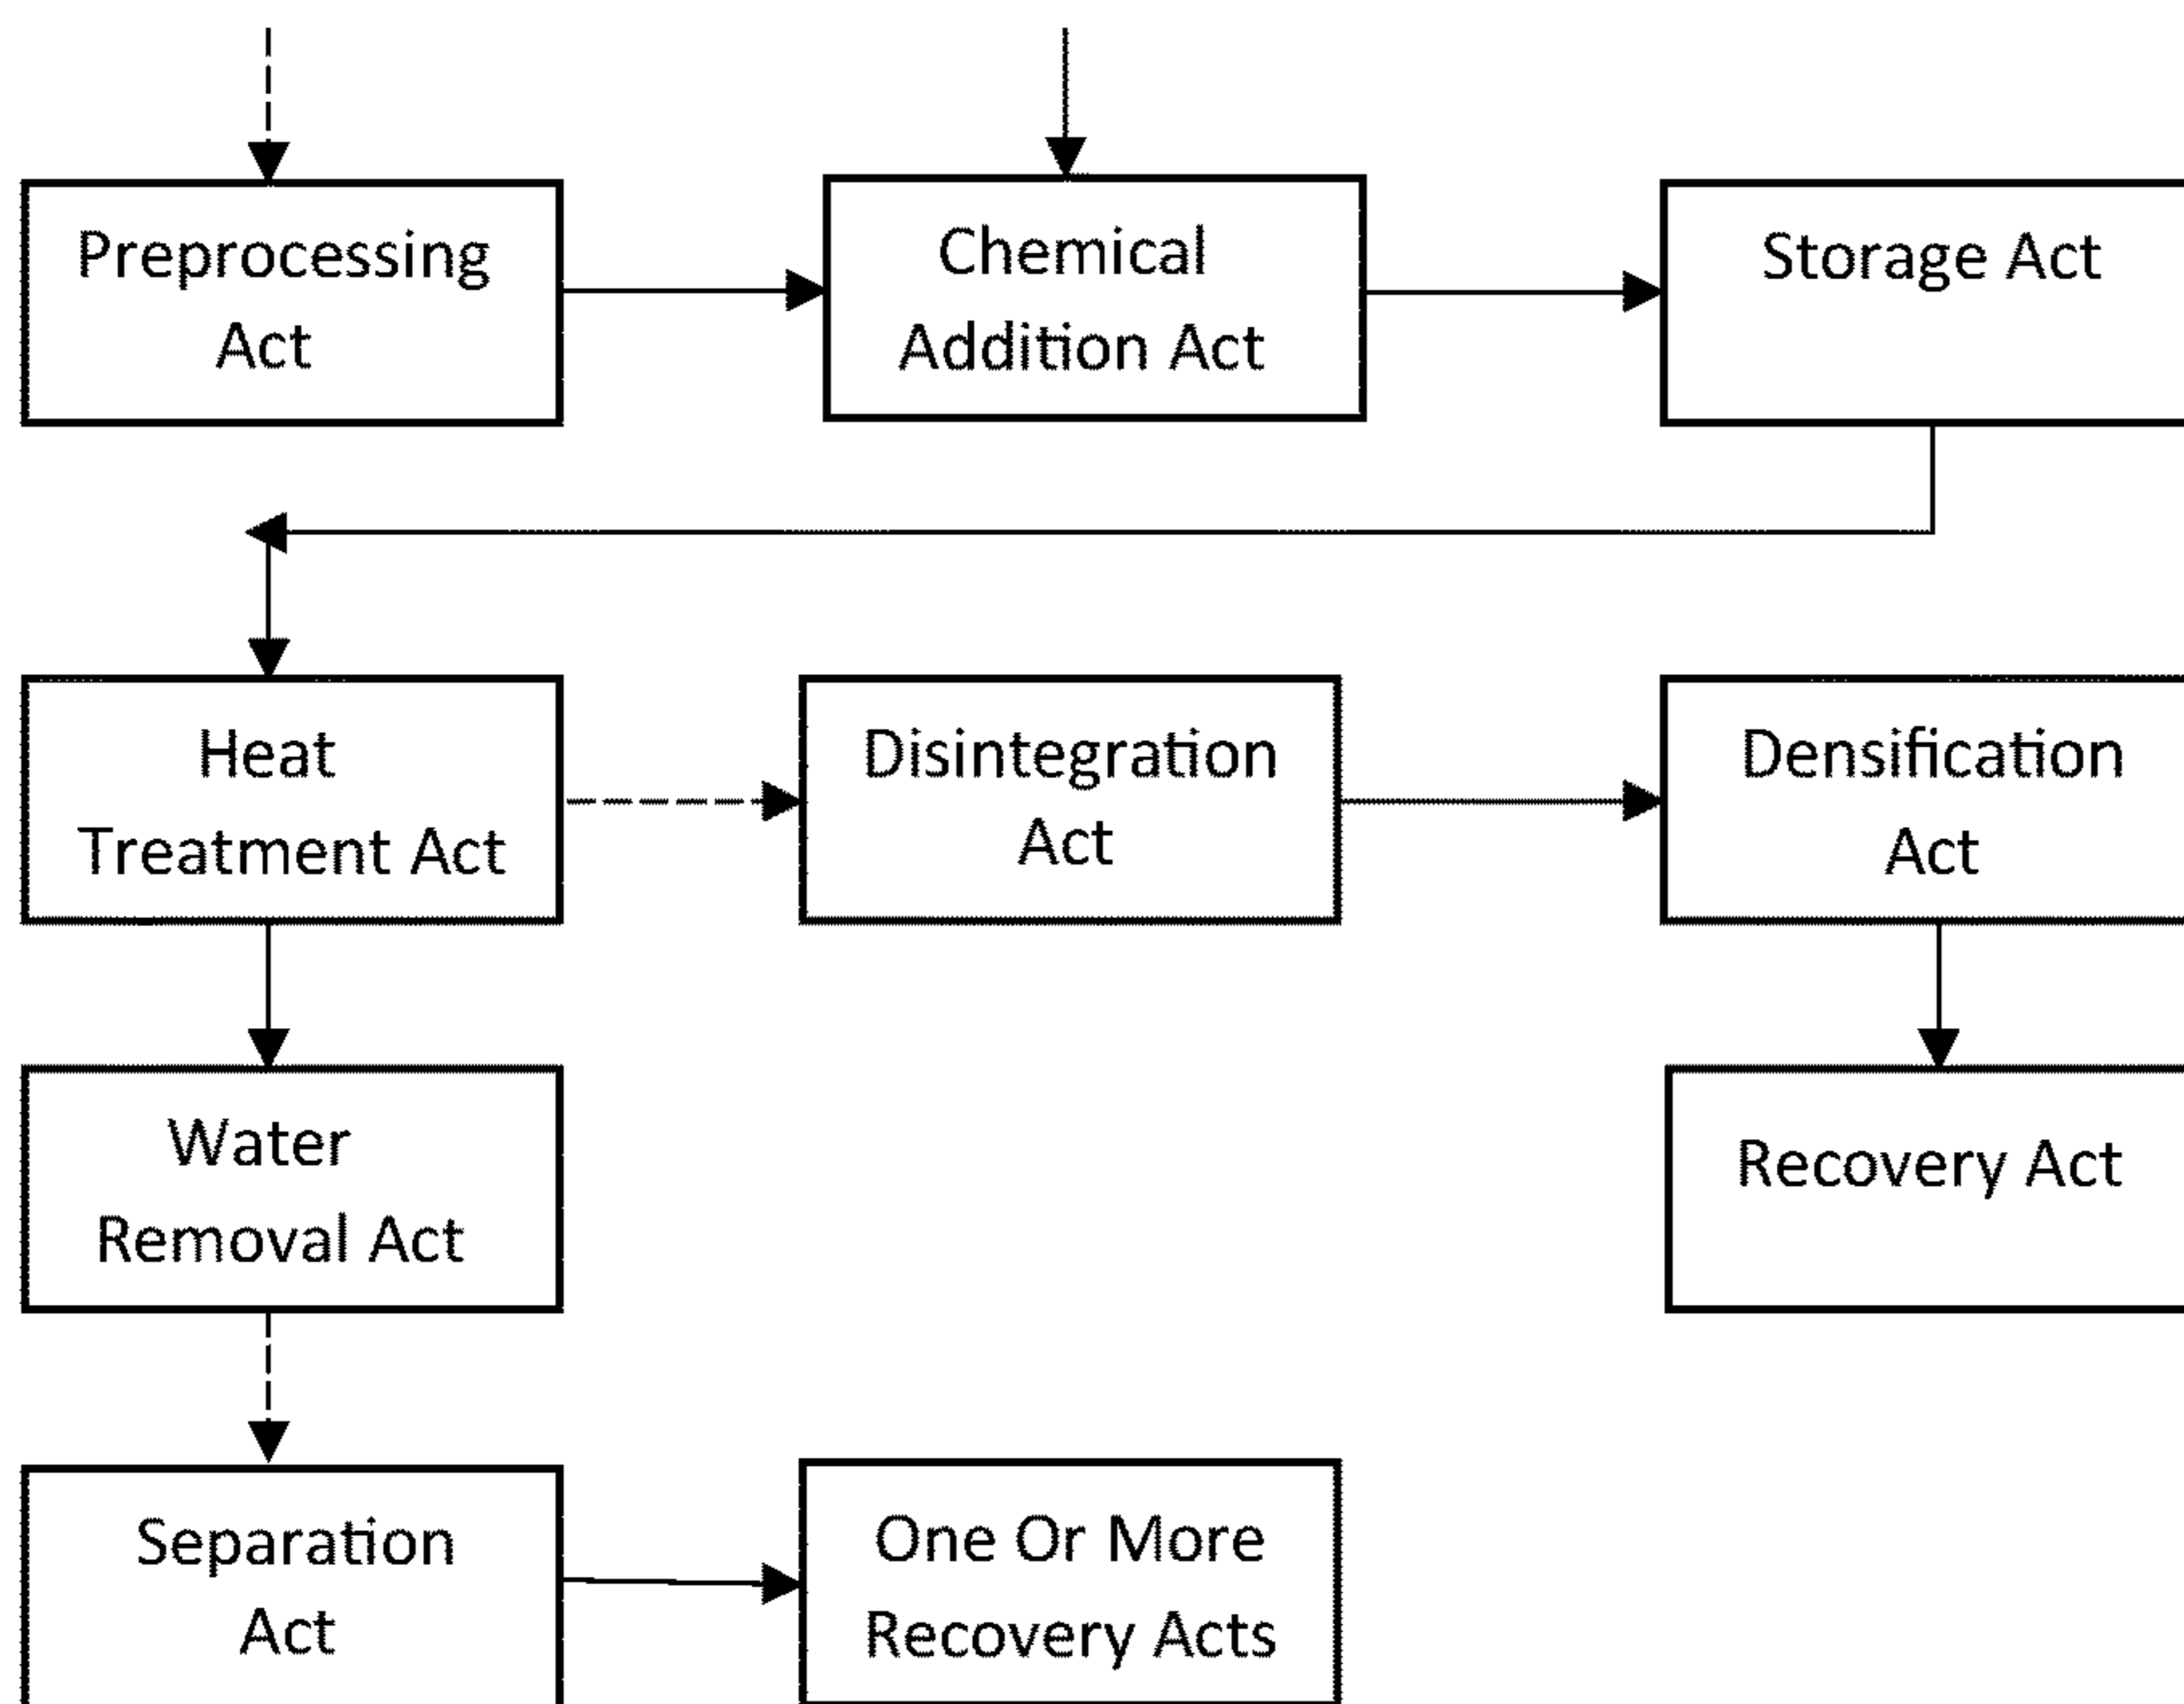 Preprocessing
Act
Chemical
Addition Act
Storage Act
Heat
Treatment Act
Disintegration
Act
Densification
Act
Water
Removal Act
Recovery Act
Separation
Act
One Or More
Recovery Acts